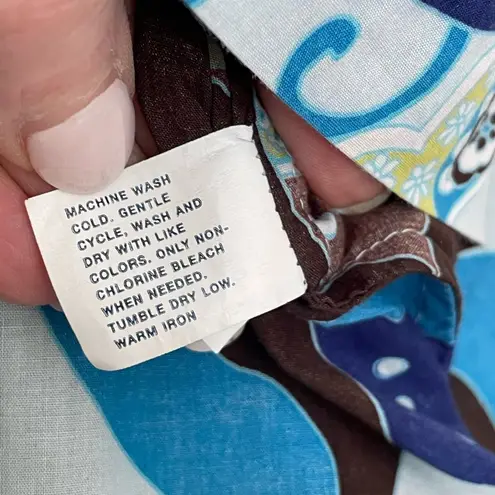 MACHINE WASH
COLD. GENTLE
CYCLE, WASH AND
DRY WITH LIKE
COLORS. ONLY NON-
CHLORINE BLEACH
WHEN NEEDED.
TUMBLE DRY LOW.
WARM IRON